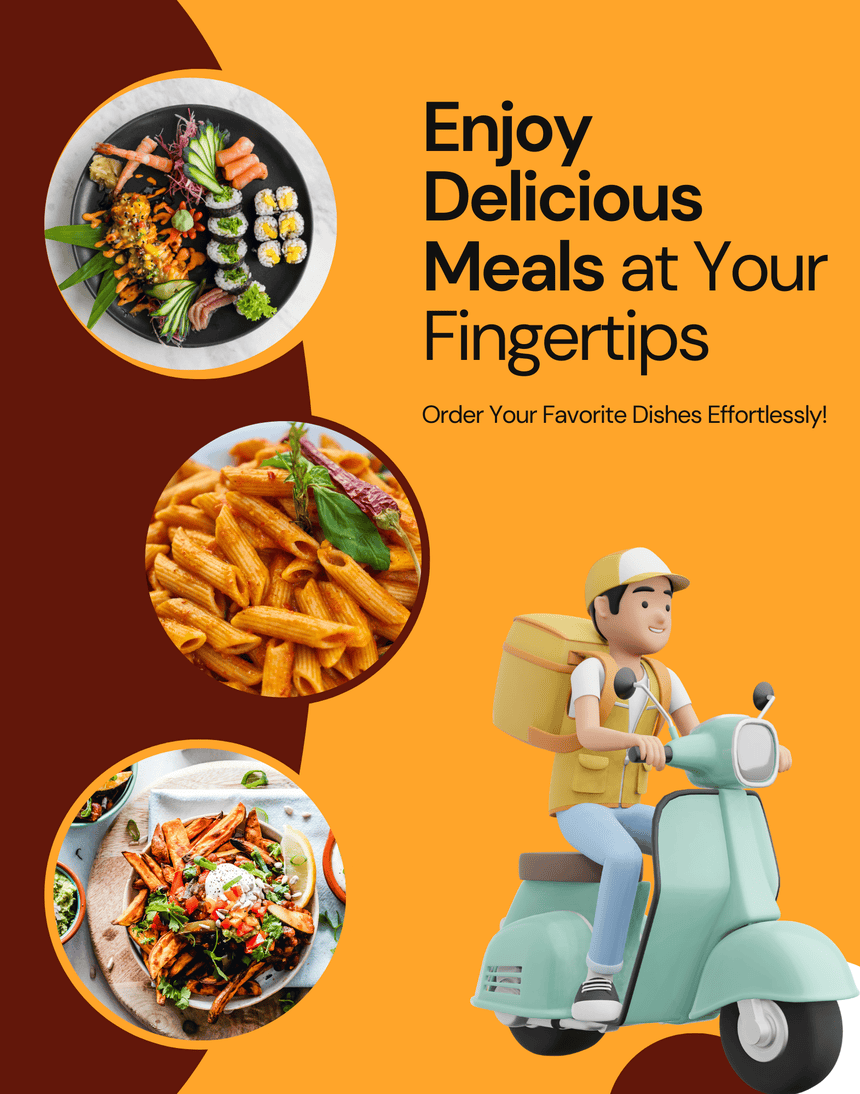 Enjoy
Delicious
Meals at Your
Fingertips
Order Your Favorite Dishes Effortlessly!